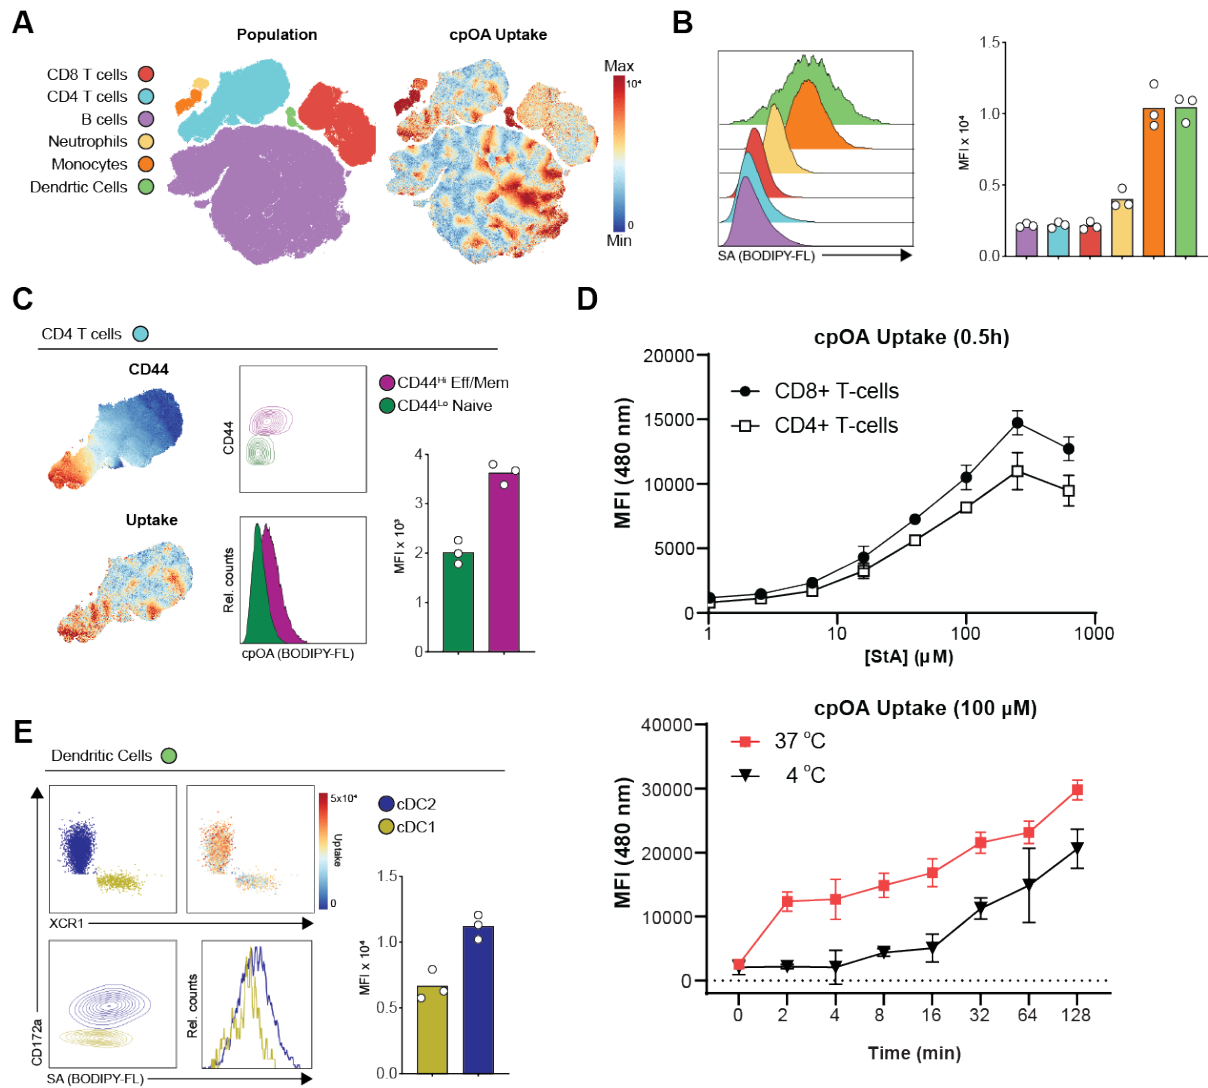 A
Population
cpOA Uptake
CD8 T cells
CD4 T cells
B cells
Neutrophils
Monocytes
Dendrtic Cells
Max
10⁴
0
Min
B
SA (BODIPY-FL)
1.5
1.0
0.5
0.0
MFI x 10⁴
C
CD4 T cells
CD44
CD44
CD44ᴴⁱ Eff/Mem
CD44ᴸᵒ Naive
Uptake
Rel. counts
cpOA (BODIPY-FL)
4
3
2
1
0
MFI x 10³
D
cpOA Uptake (0.5h)
20000
15000
10000
5000
0
MFI (480 nm)
CD8+ T-cells
CD4+ T-cells
1
10
100
1000
[StA] (µM)
cpOA Uptake (100 µM)
40000
30000
20000
10000
0
MFI (480 nm)
37 °C
4 °C
0
2
4
8
16
32
64
128
Time (min)
E
Dendritic Cells
5x10⁴
Uptake
0
cDC2
cDC1
XCR1
CD172a
Rel. counts
SA (BODIPY-FL)
1.5
1.0
0.5
0.0
MFI x 10⁴